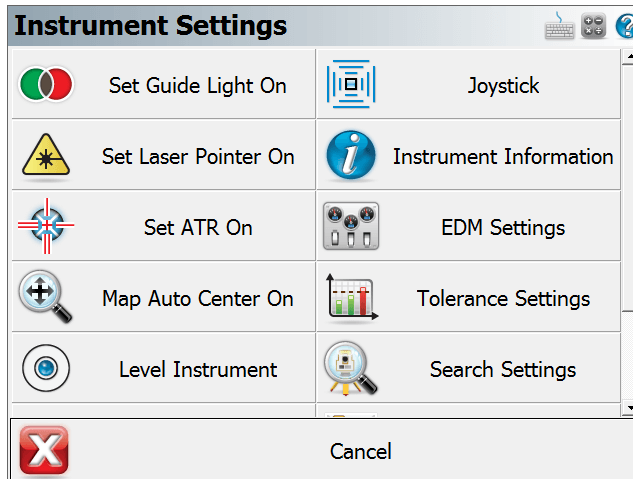 Instrument Settings
Set Guide Light On
Joystick
Set Laser Pointer On
Instrument Information
Set ATR On
EDM Settings
Map Auto Center On
Tolerance Settings
Level Instrument
Search Settings
Cancel